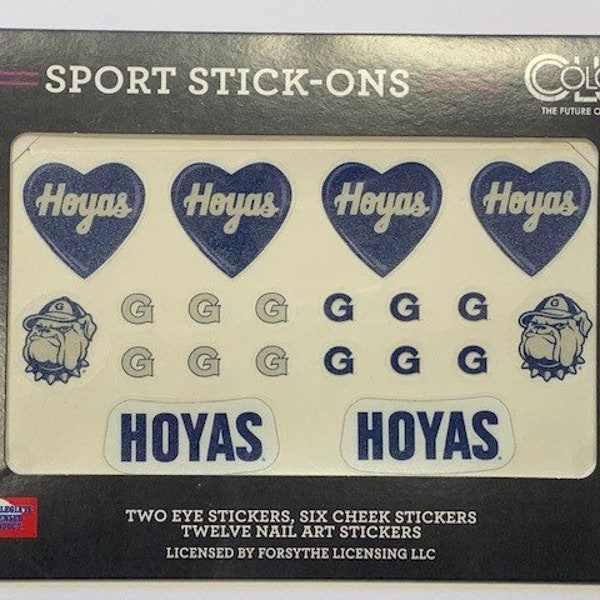 SPORT STICK-ONS
THE FUTURE
Hoyas Hoyas Hoyas Hoyas
G G G G G G
G G G G G G
HOYAS HOYAS
TWO EYE STICKERS, SIX CHEEK STICKERS
TWELVE NAIL ART STICKERS
LICENSED BY FORSYTHE LICENSING LLC